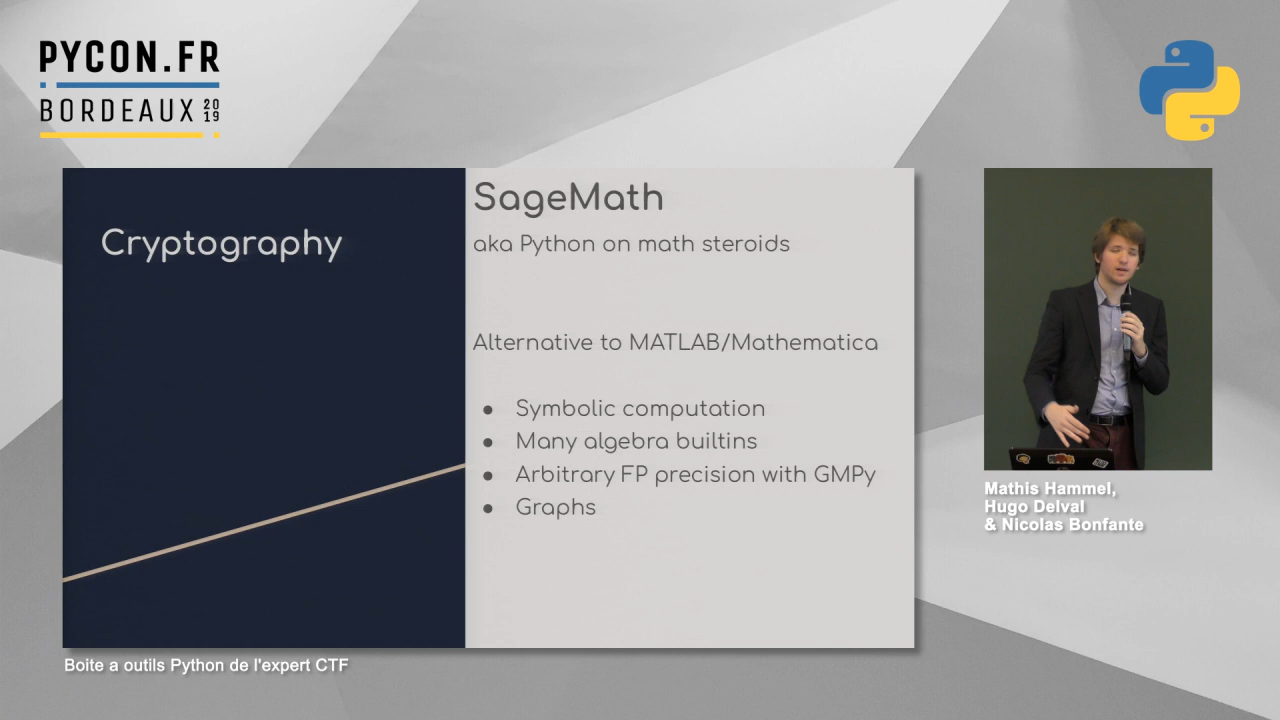 PYCON.FR
BORDEAUX 2019
Cryptography
SageMath
aka Python on math steroids
Alternative to MATLAB/Mathematica
● Symbolic computation
● Many algebra builtins
● Arbitrary FP precision with GMPy
● Graphs
Mathis Hammel,
Hugo Delval
& Nicolas Bonfante
Boite a outils Python de l'expert CTF